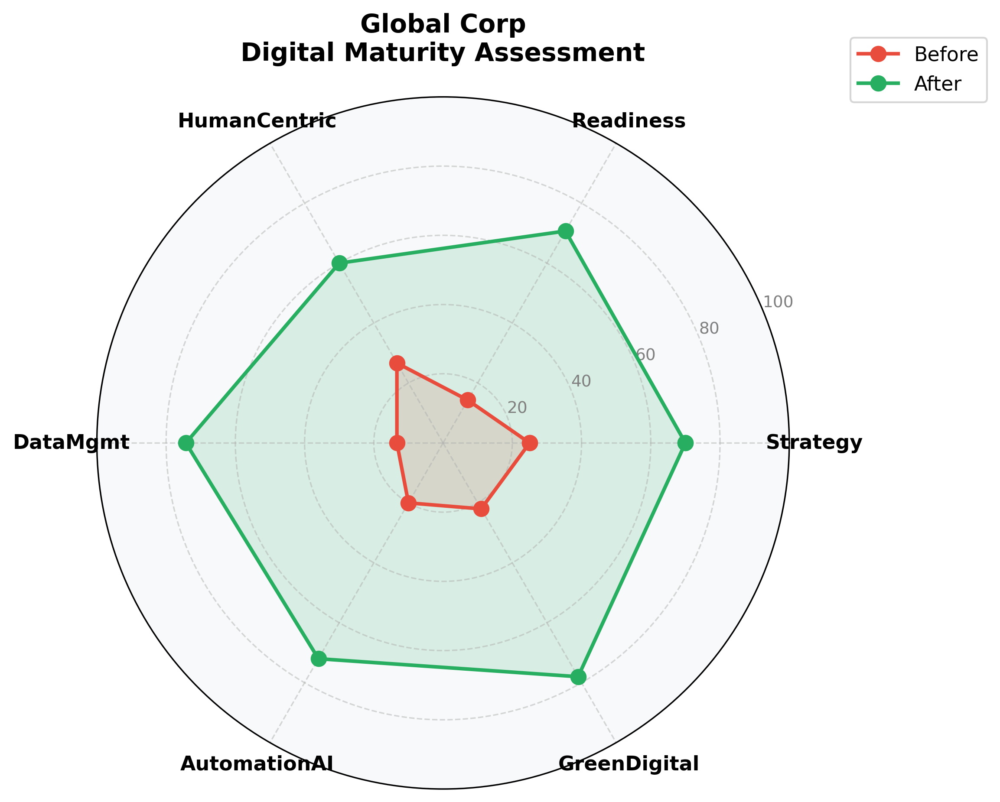 Global Corp
Digital Maturity Assessment
Before
After
HumanCentric
Readiness
100
80
60
40
20
DataMgmt
Strategy
AutomationAI
GreenDigital